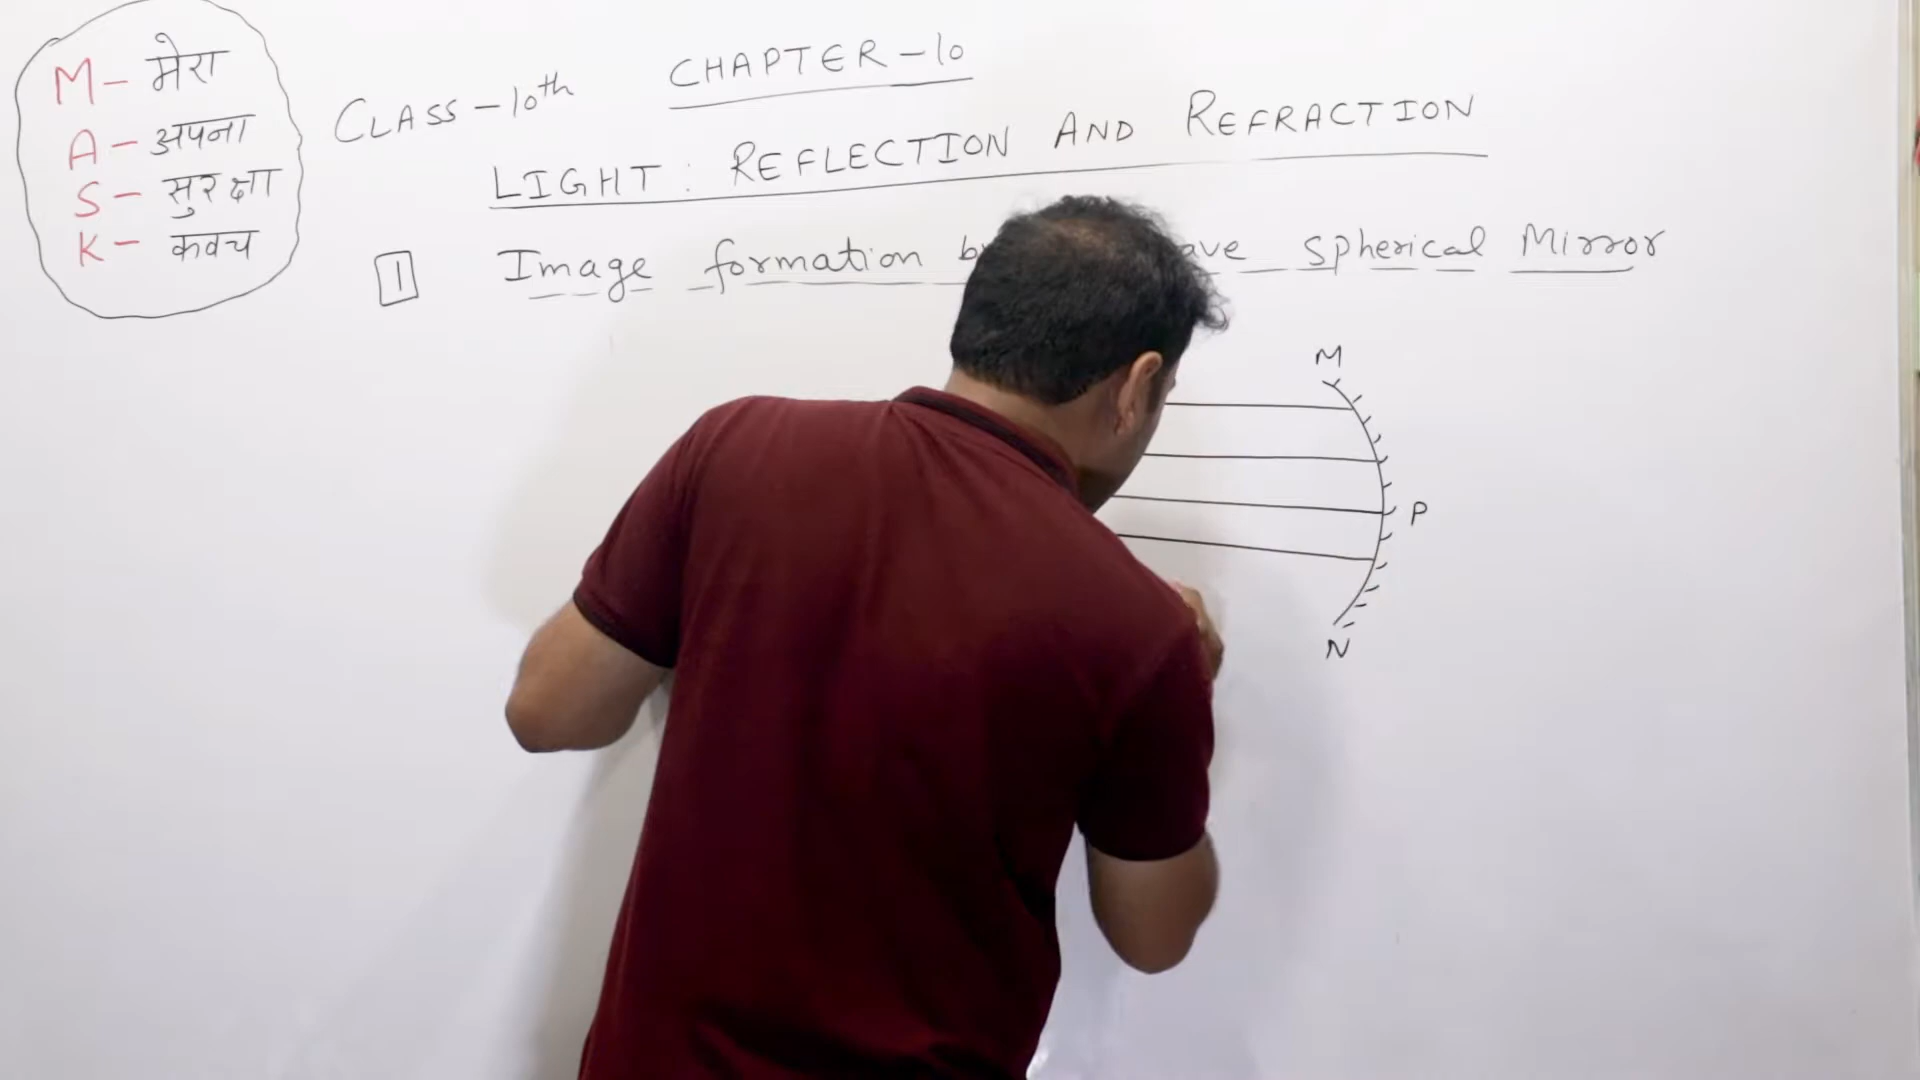 M – मेरा
A – अपना
S – सुरक्षा
K – कवच
CLASS – 10th
CHAPTER – 10
LIGHT : REFLECTION AND REFRACTION
1 Image formation Spherical Mirror
M
P
N